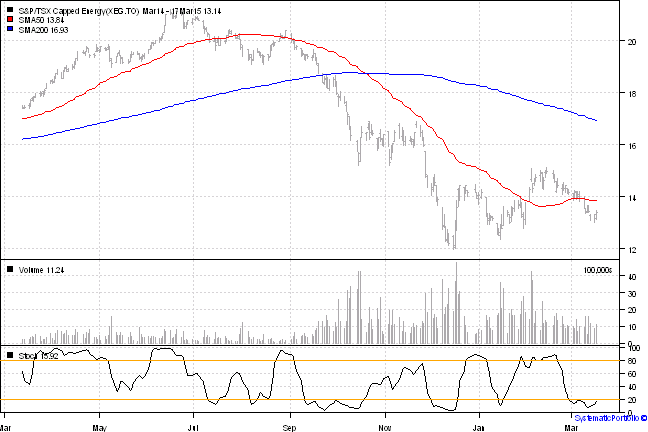 S&P/TSX Capped Energy(XEG.TO) Mar14 - 17Mar15 13.14
SMA50 13.84
SMA200 16.93
20
18
16
14
12
Volume 11.24
100,000s
40
30
20
10
0
Stoch 15.92
100
80
60
40
20
0
Mar May Jul Sep Nov Jan Mar
SystematicPortfolio ©